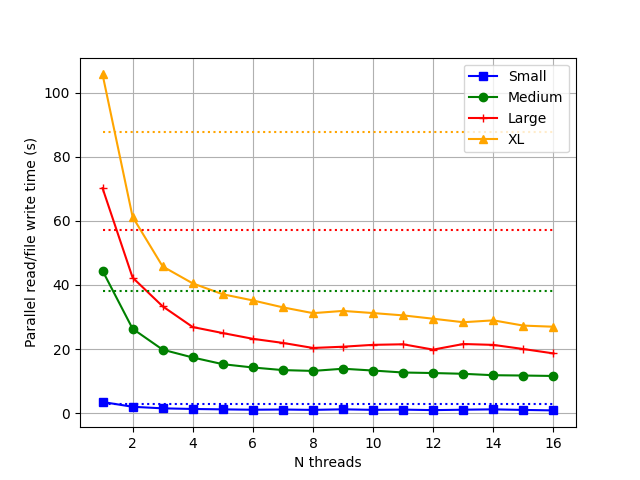 Small
Medium
Large
XL
100
80
60
40
20
0
Parallel read/file write time (s)
2 4 6 8 10 12 14 16
N threads